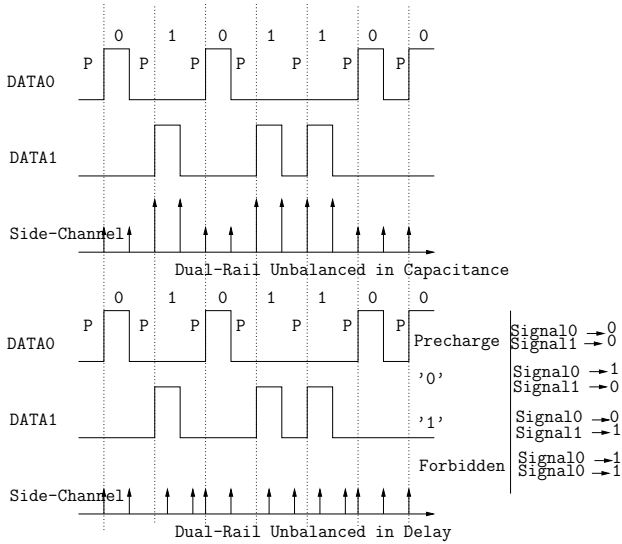 0 1 0 1 1 0 0
P P P P P P P
DATA0
DATA1
Side-Channel
Dual-Rail Unbalanced in Capacitance
0 1 0 1 1 0 0
P P P P P P P
DATA0
DATA1
Side-Channel
Dual-Rail Unbalanced in Delay
Precharge
Signal0 0
Signal1 0
'0'
Signal0 1
Signal1 0
'1'
Signal0 0
Signal1 1
Forbidden
Signal0 1
Signal0 1